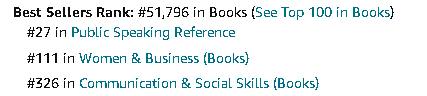 Best Sellers Rank: #51,796 in Books (See Top 100 in Books)
#27 in Public Speaking Reference
#111 in Women & Business (Books)
#326 in Communication & Social Skills (Books)